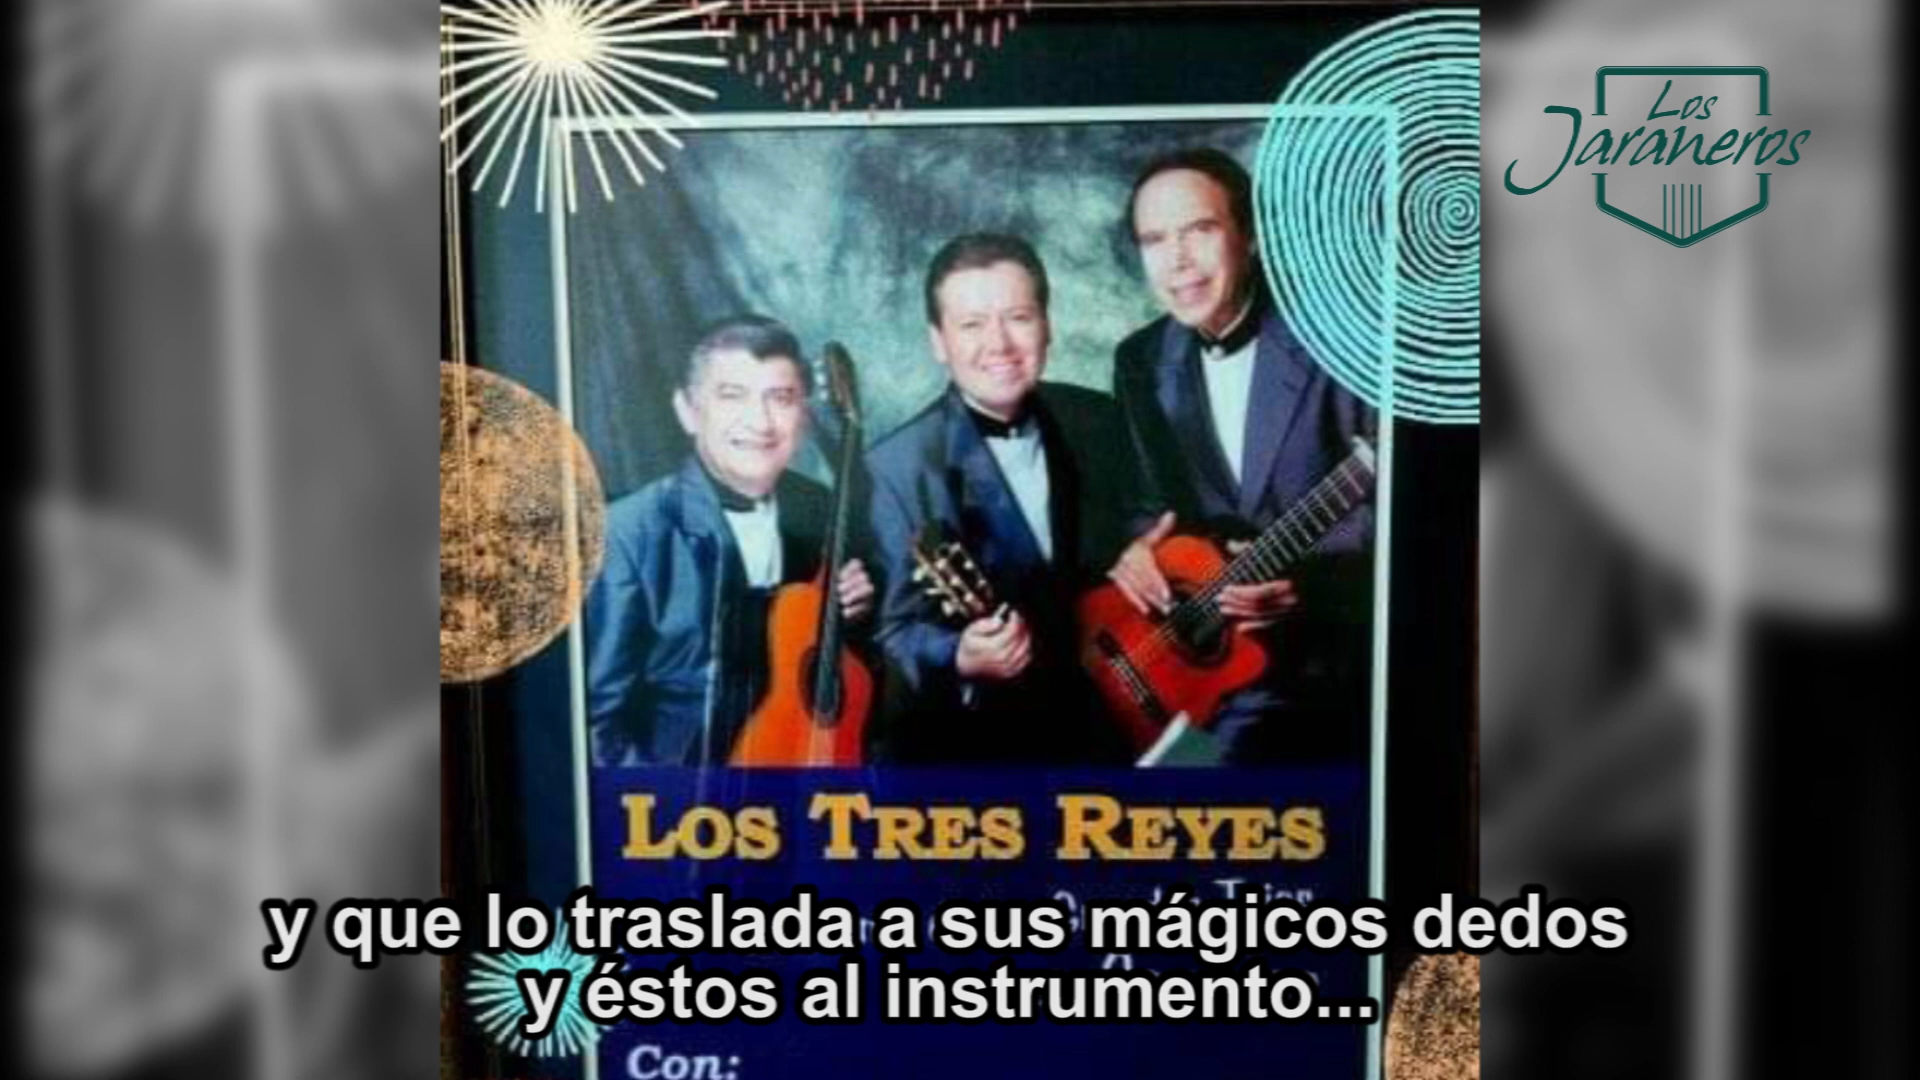 Los
Jaraneros
LOS TRES REYES
y que lo traslada a sus mágicos dedos
y éstos al instrumento...
Con: